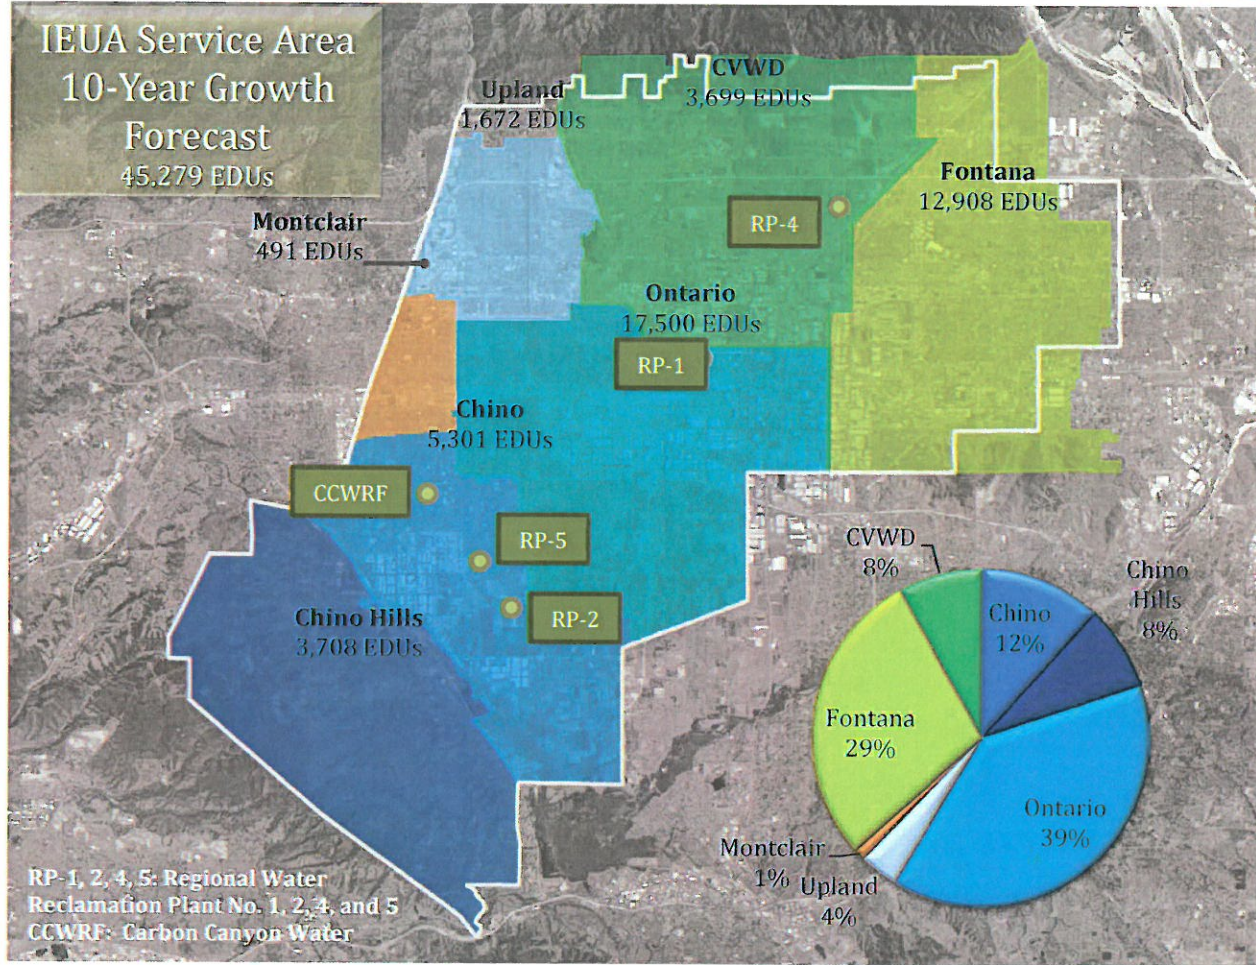 IEUA Service Area
10-Year Growth
Forecast
45,279 EDUs
Upland
1,672 EDUs
CVWD
3,699 EDUs
Fontana
12,908 EDUs
Montclair
491 EDUs
RP-4
Ontario
17,500 EDUs
RP-1
Chino
5,301 EDUs
CCWRF
RP-5
Chino Hills
3,708 EDUs
RP-2
CVWD
8%
Chino
Hills
8%
Chino
12%
Fontana
29%
Ontario
39%
Montclair
1%
Upland
4%
RP-1, 2, 4, 5: Regional Water
Reclamation Plant No. 1, 2, 4, and 5
CCWRF: Carbon Canyon Water